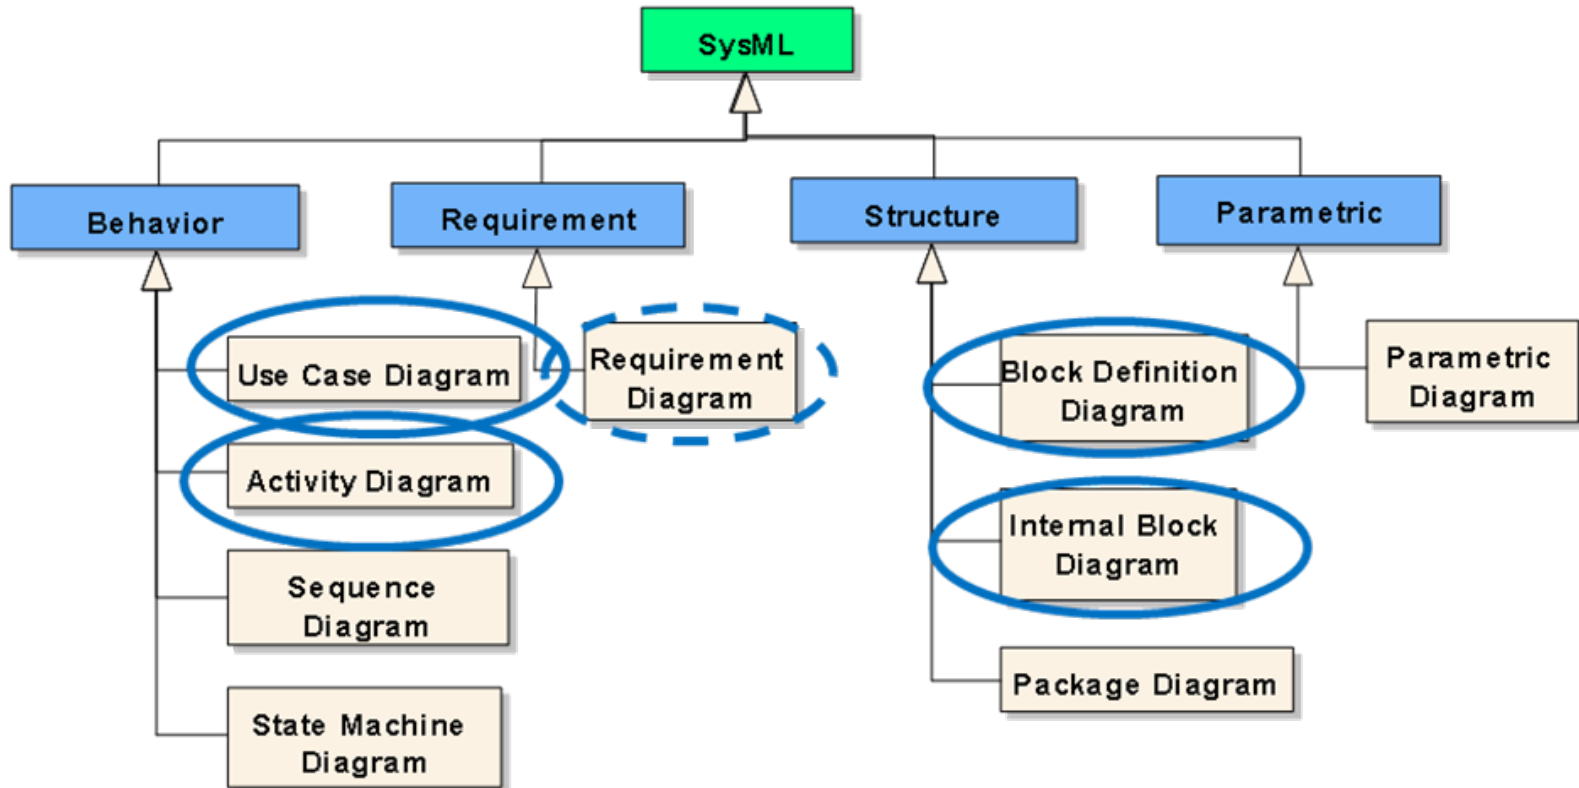 SysML
Behavior
Requirement
Structure
Parametric
Use Case Diagram
Activity Diagram
Sequence
Diagram
State Machine
Diagram
Requirement
Diagram
Block Definition
Diagram
Internal Block
Diagram
Package Diagram
Parametric
Diagram